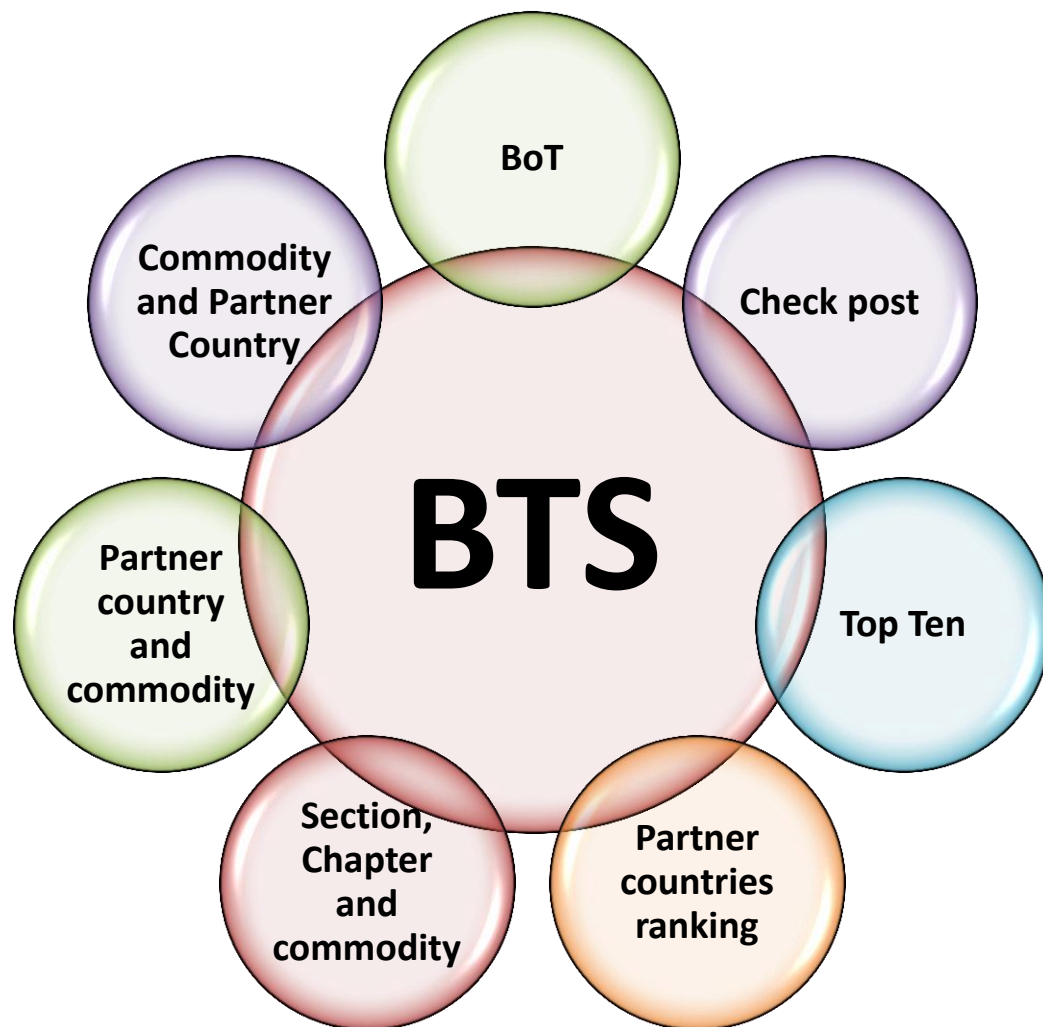 BoT
Check post
Top Ten
Partner
countries
ranking
Section,
Chapter
and
commodity
Partner
country
and
commodity
Commodity
and Partner
Country
BTS